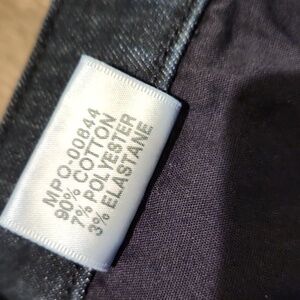 MPO-00844
90% COTTON
7% POLYESTER
3% ELASTANE